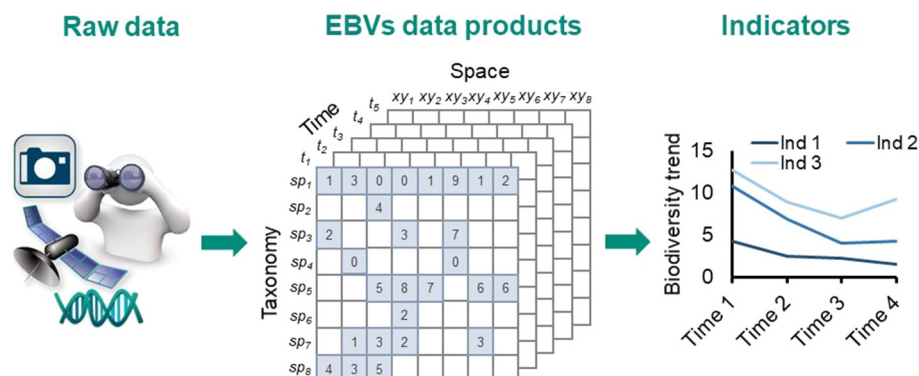 Raw data
EBVs data products
Indicators
Space
xy1 xy2 xy3 xy4 xy5 xy6 xy7 xy8
Time
t5
t4
t3
t2
t1
Taxonomy
sp1 1 3 0 0 1 9 1 2
sp2 4
sp3 2 3 7
sp4 0 0
sp5 5 8 7 6 6
sp6 2
sp7 1 3 2 3
sp8 4 3 5
Biodiversity trend
15
10
5
0
Ind 1
Ind 2
Ind 3
Time 1
Time 2
Time 3
Time 4